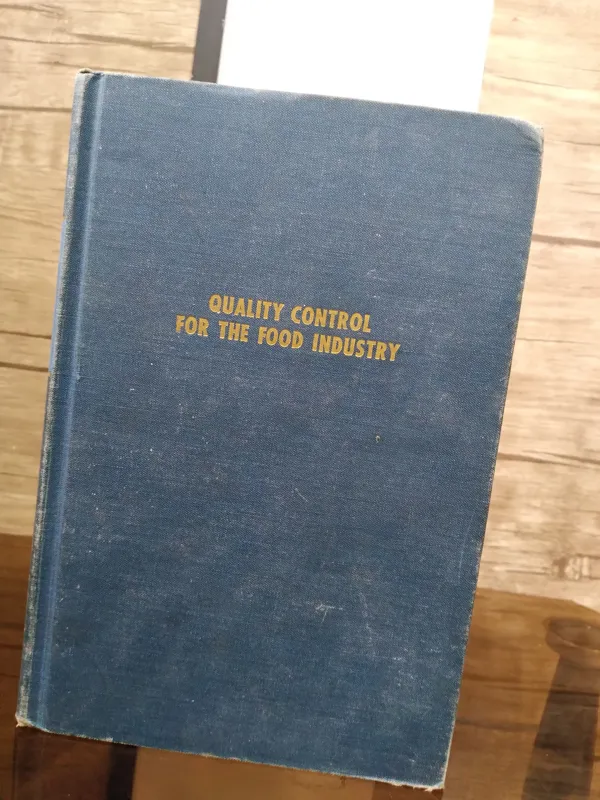 QUALITY CONTROL
FOR THE FOOD INDUSTRY